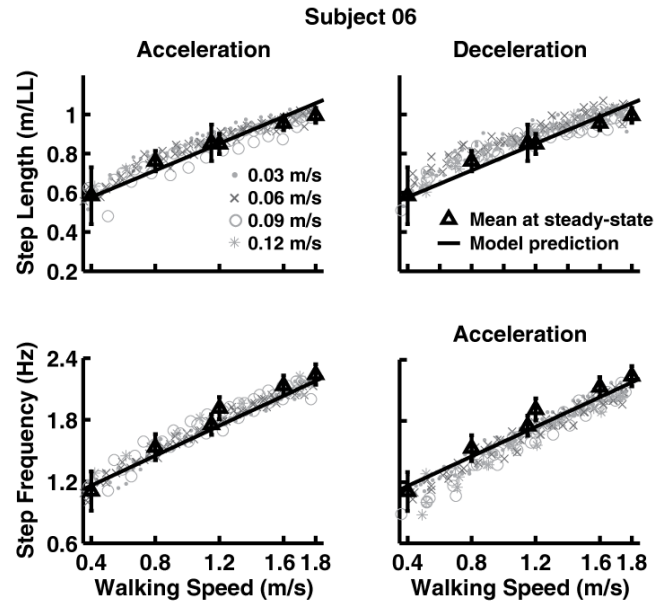 Subject 06
Acceleration
Deceleration
Step Length (m/LL)
1
0.8
0.6
0.4
0.2
0.03 m/s
0.06 m/s
0.09 m/s
0.12 m/s
Mean at steady-state
Model prediction
Acceleration
Step Frequency (Hz)
2.4
1.8
1.2
0.6
0.4 0.8 1.2 1.6 1.8
0.4 0.8 1.2 1.6 1.8
Walking Speed (m/s)
Walking Speed (m/s)